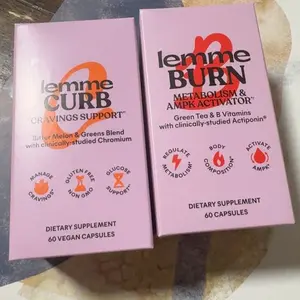 lemme
CURB
CRAVINGS SUPPORT™
Bitter Melon & Greens Blend
with clinically-studied Chromium
MANAGE
CRAVINGS*
GLUTEN FREE
NON GMO
GLUCOSE
SUPPORT*
DIETARY SUPPLEMENT
60 VEGAN CAPSULES
lemme
BURN
METABOLISM &
AMPK ACTIVATOR™
Green Tea & B Vitamins
with clinically-studied Actiponin®
REGULATE
METABOLISM*
BODY
COMPOSITION*
ACTIVATE
AMPK*
DIETARY SUPPLEMENT
60 CAPSULES